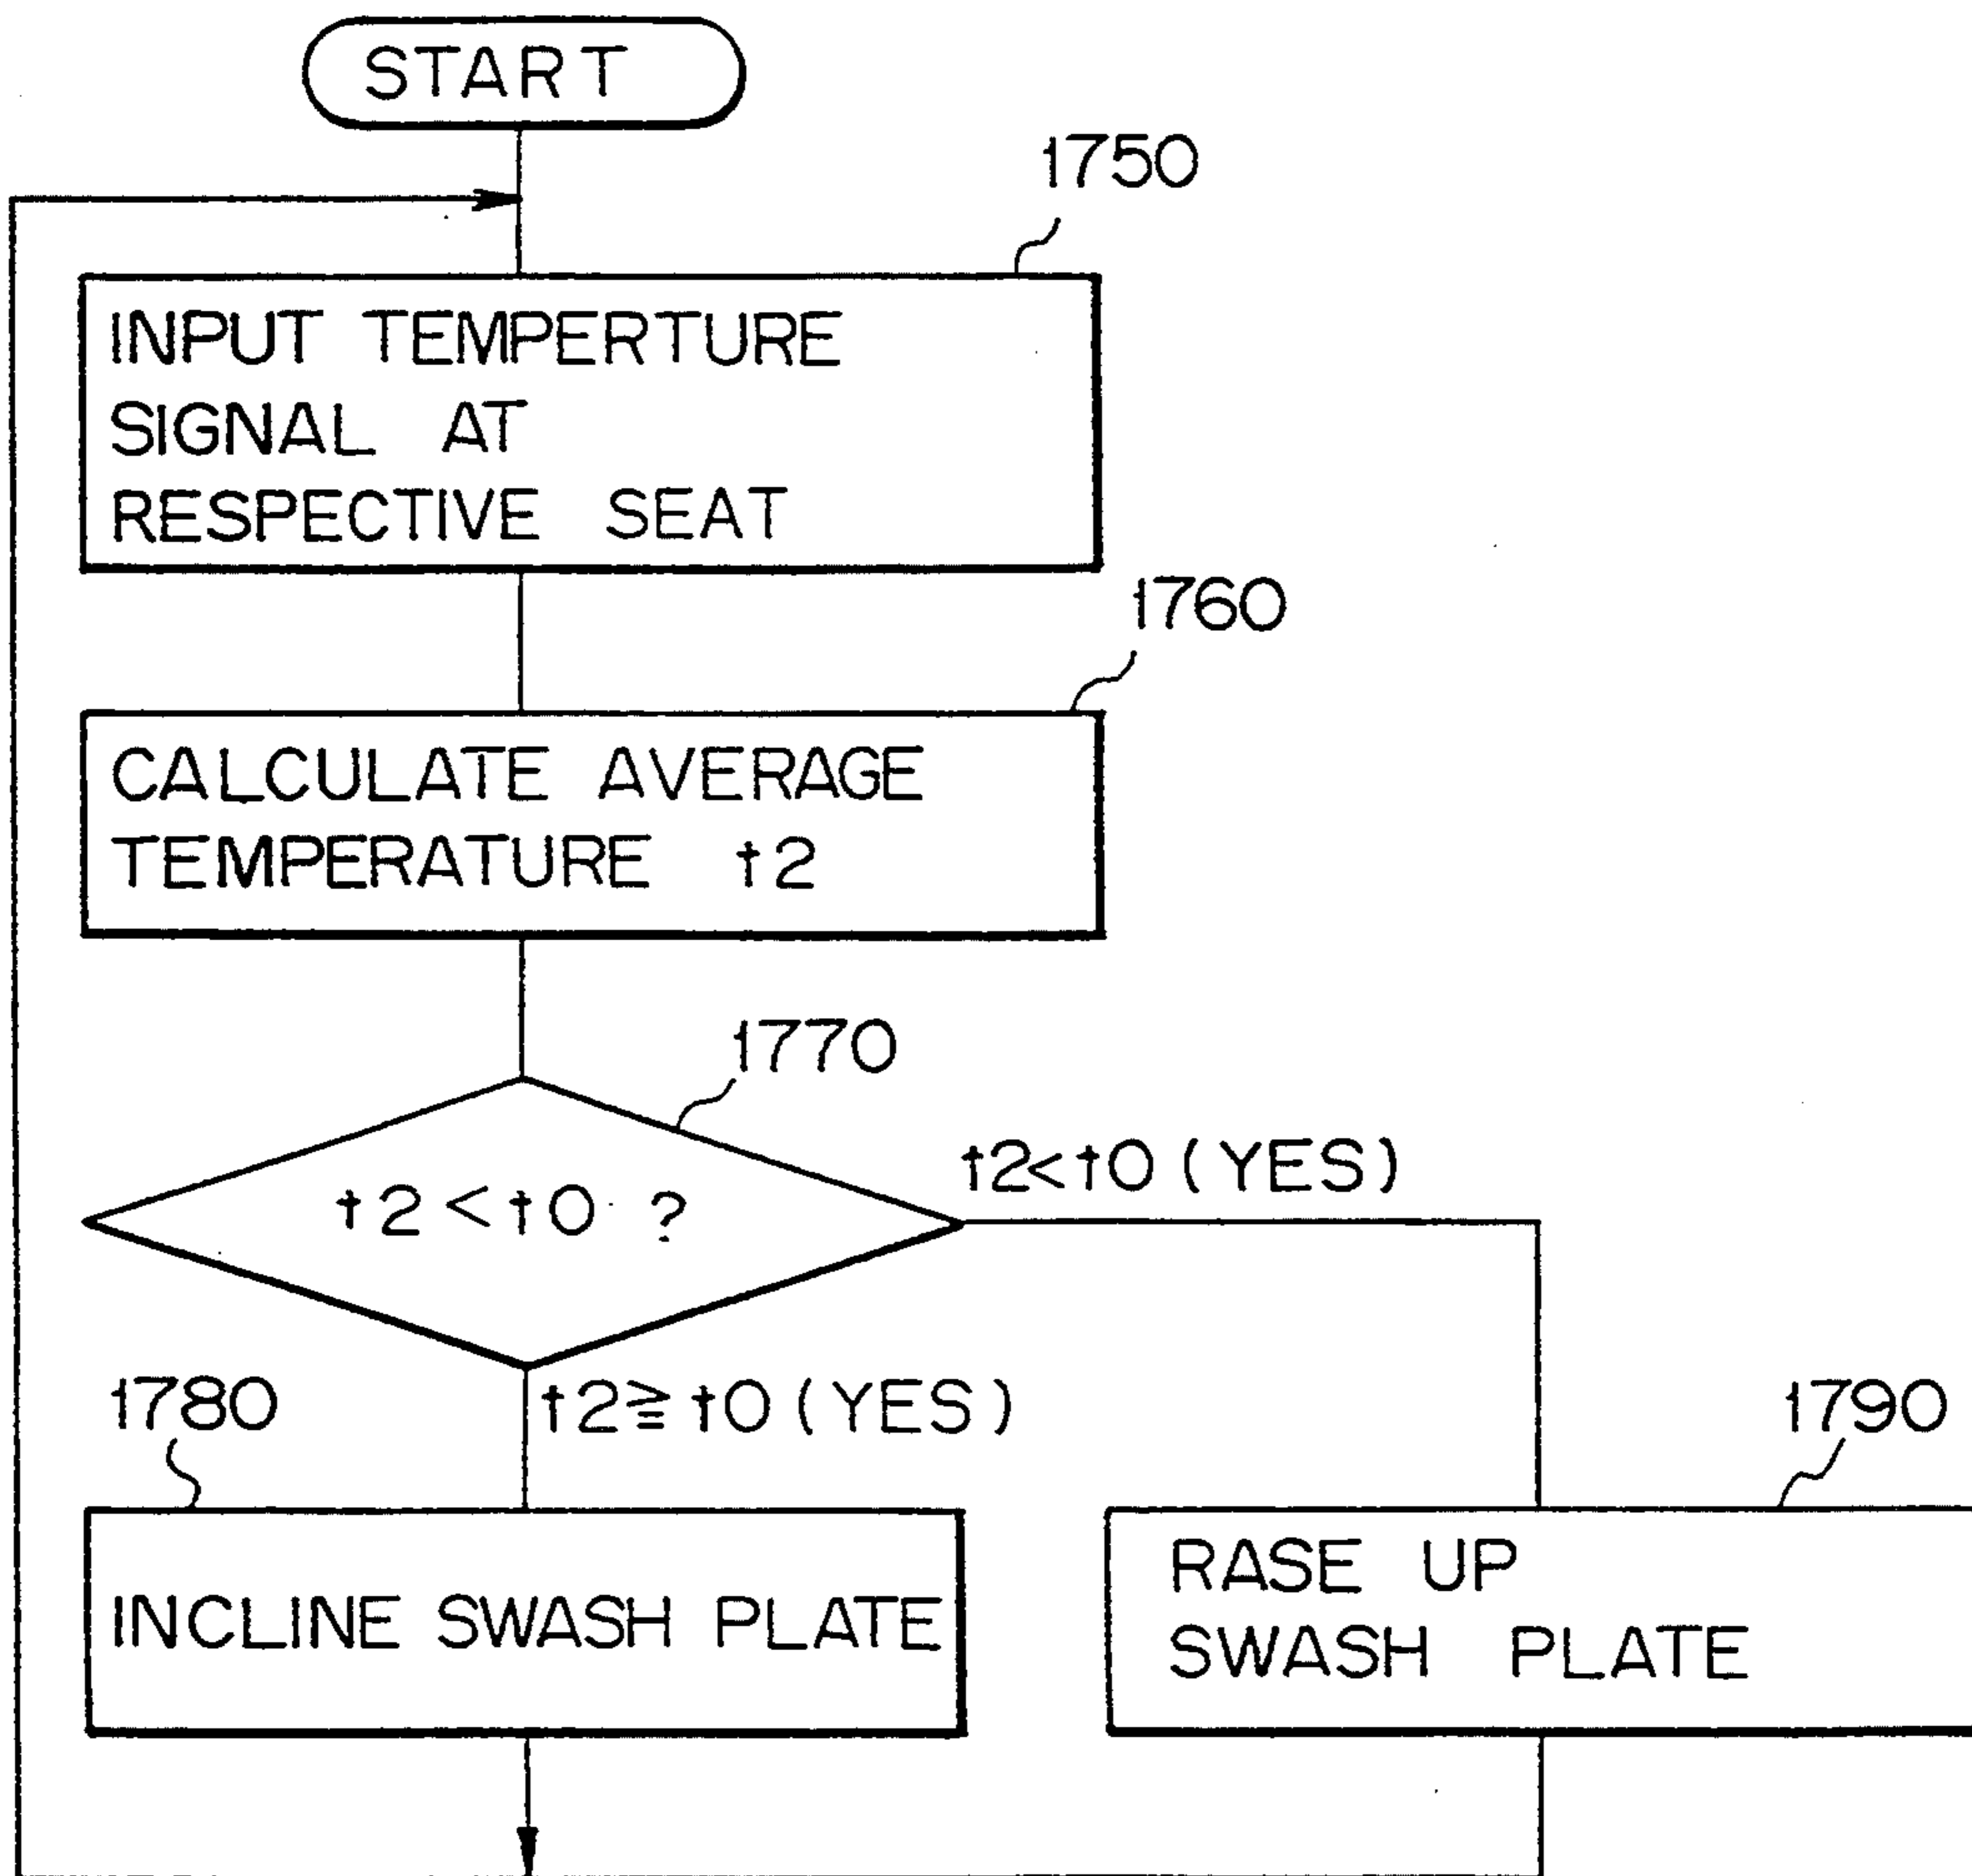 START
1750
INPUT TEMPERTURE
SIGNAL AT
RESPECTIVE SEAT
1760
CALCULATE AVERAGE
TEMPERATURE t2
1770
t2 < t0 ?
t2<t0 (YES)
1780
t2≧t0 (YES)
1790
INCLINE SWASH PLATE
RASE UP
SWASH PLATE